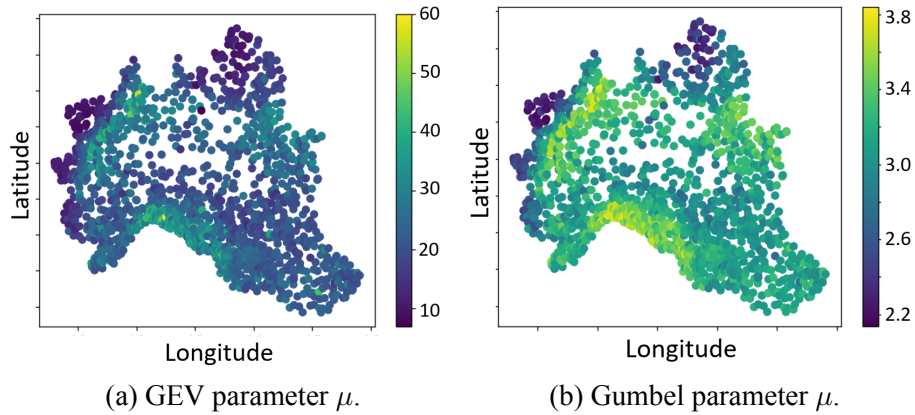 60
50
40
30
20
10
Latitude
Longitude
(a) GEV parameter μ.
3.8
3.4
3.0
2.6
2.2
Latitude
Longitude
(b) Gumbel parameter μ.